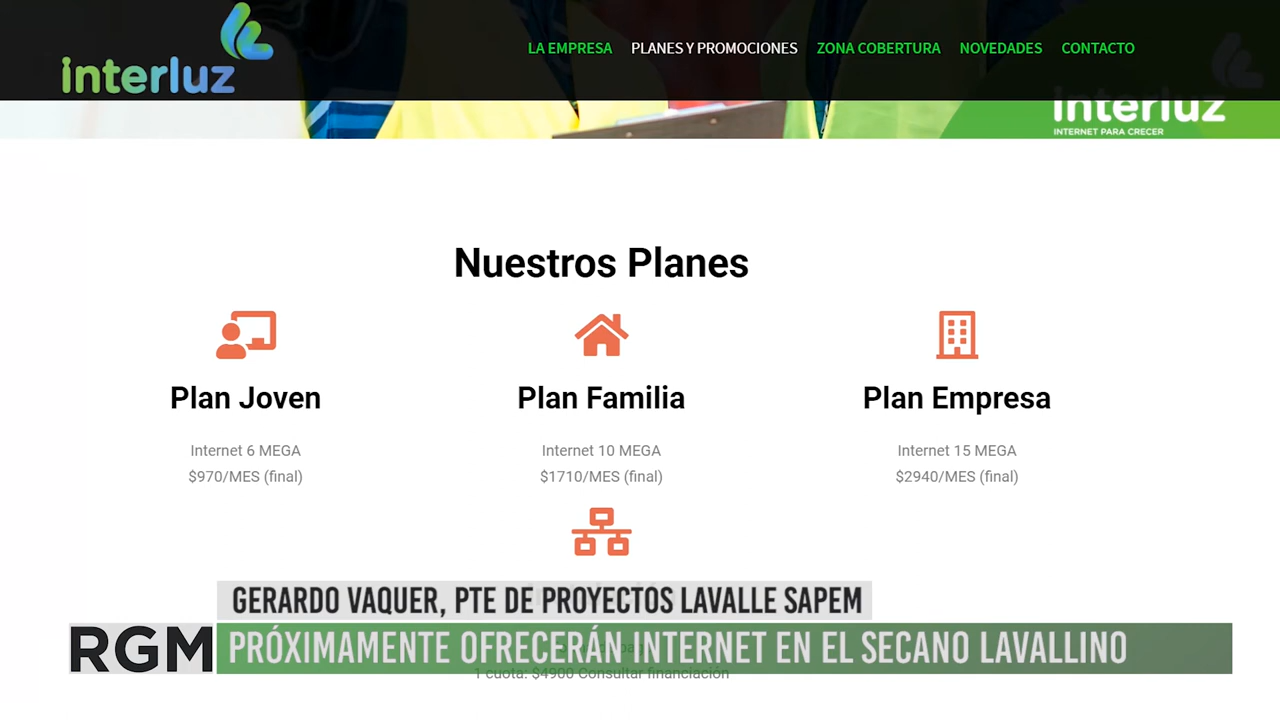 interluz
LA EMPRESA PLANES Y PROMOCIONES ZONA COBERTURA NOVEDADES CONTACTO
interluz
INTERNET PARA CRECER
Nuestros Planes
Plan Joven
Internet 6 MEGA
$970/MES (final)
Plan Familia
Internet 10 MEGA
$1710/MES (final)
Plan Empresa
Internet 15 MEGA
$2940/MES (final)
GERARDO VAQUER, PTE DE PROYECTOS LAVALLE SAPEM
RGM PRÓXIMAMENTE OFRECERÁN INTERNET EN EL SECANO LAVALLINO
1 cuota: $4900 Consultar financiación